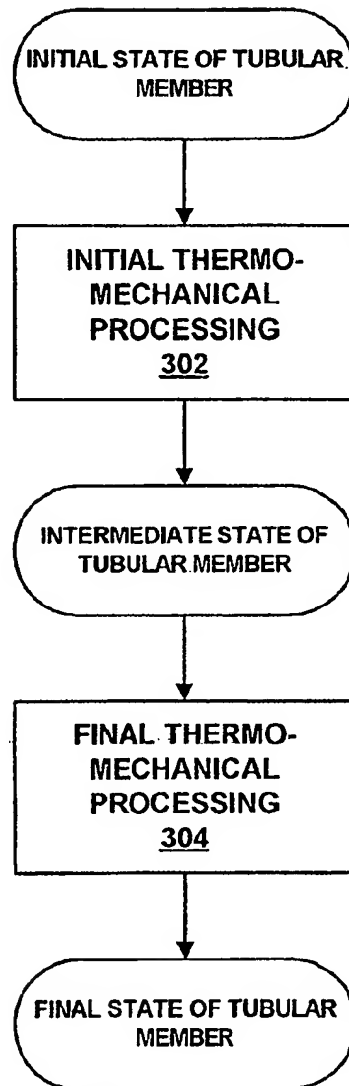 INITIAL STATE OF TUBULAR
MEMBER
INITIAL THERMO-
MECHANICAL
PROCESSING
302
INTERMEDIATE STATE OF
TUBULAR MEMBER
FINAL THERMO-
MECHANICAL
PROCESSING
304
FINAL STATE OF TUBULAR
MEMBER